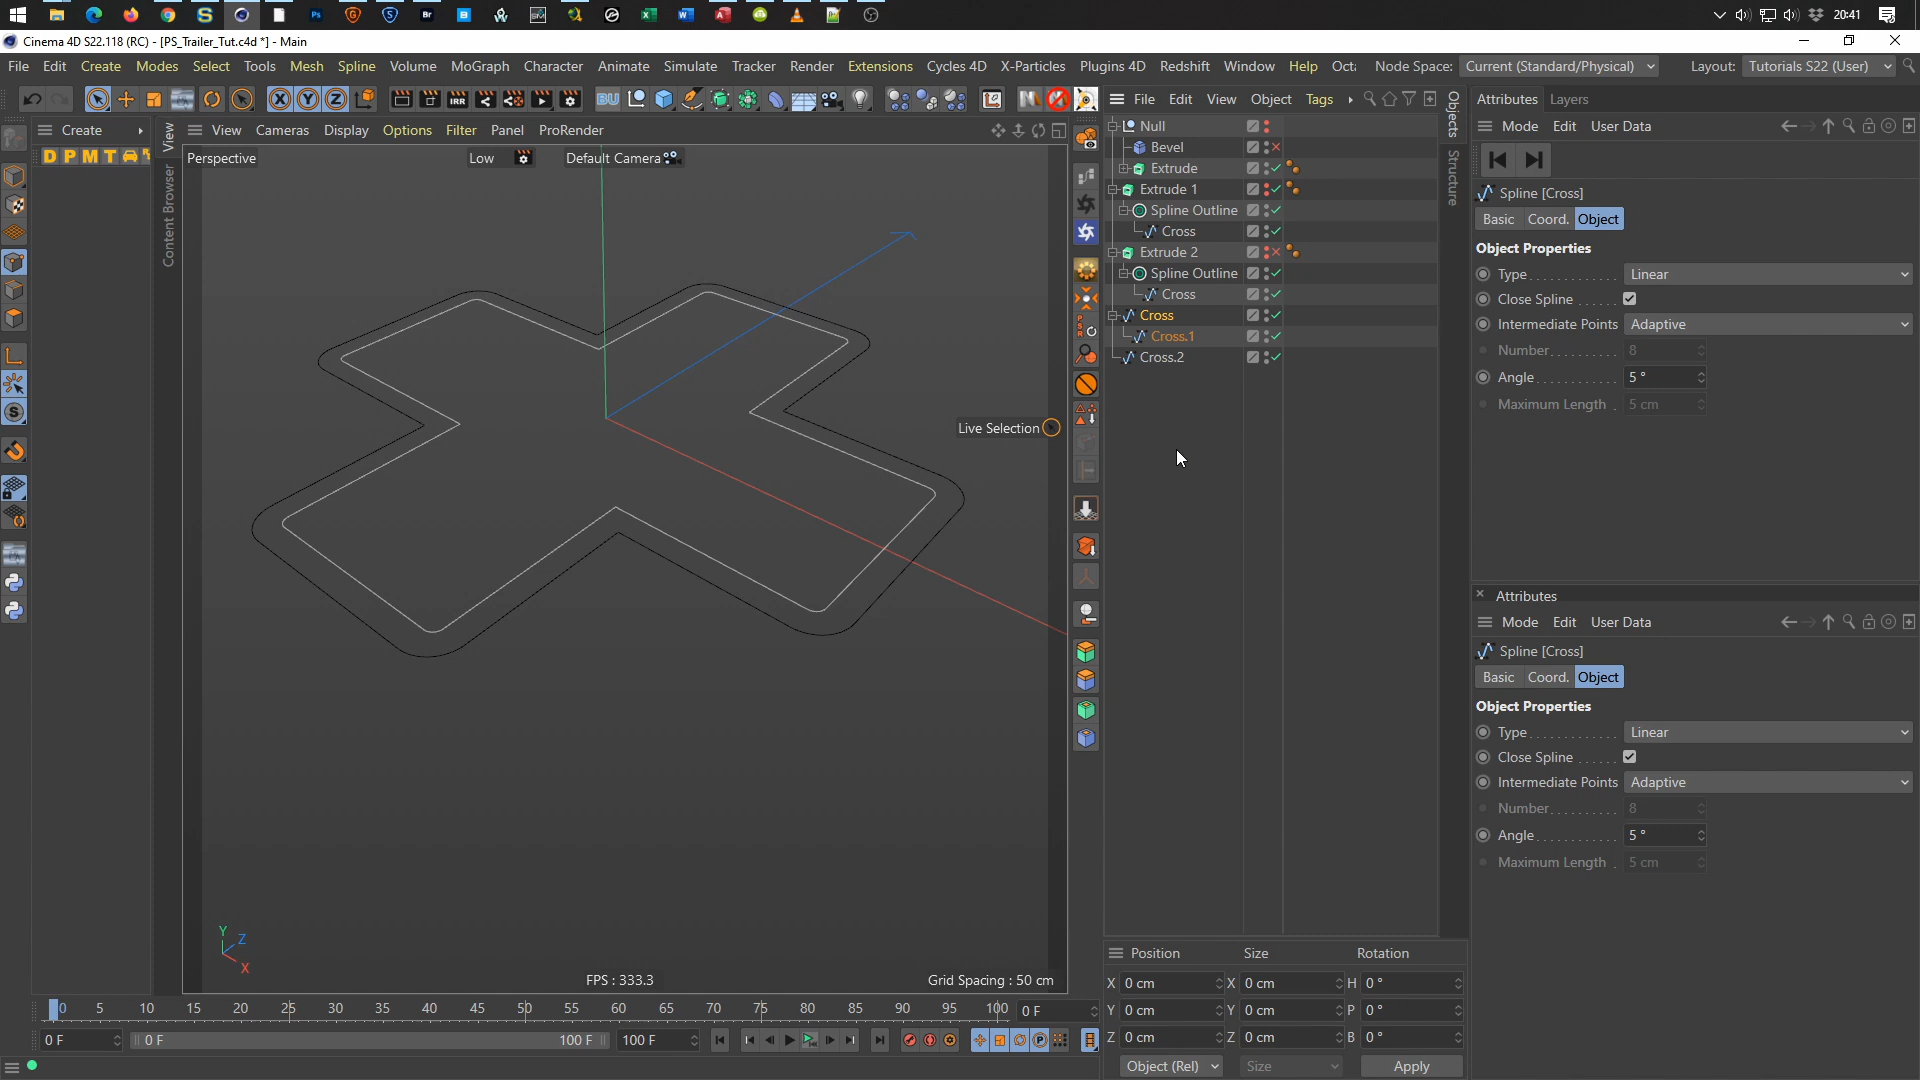 20:41
Cinema 4D S22.118 (RC) - [PS_Trailer_Tut.c4d *] - Main
File Edit Create Modes Select Tools Mesh Spline Volume MoGraph Character Animate Simulate Tracker Render Extensions Cycles 4D X-Particles Plugins 4D Redshift Window Help Octa Node Space: Current (Standard/Physical) Layout: Tutorials S22 (User)
File Edit View Object Tags
Attributes Layers
Create
View Cameras Display Options Filter Panel ProRender
Mode Edit User Data
D P M T
View
Content Browser
Perspective Low Default Camera
Objects
Structure
Null
Bevel
Extrude
Extrude 1
Spline Outline
Cross
Extrude 2
Spline Outline
Cross
Cross
Cross.1
Cross.2
Live Selection
Spline [Cross]
Basic Coord. Object
Object Properties
Type Linear
Close Spline
Intermediate Points Adaptive
Number 8
Angle 5 °
Maximum Length 5 cm
Attributes
Mode Edit User Data
Spline [Cross]
Basic Coord. Object
Object Properties
Type Linear
Close Spline
Intermediate Points Adaptive
Number 8
Angle 5 °
Maximum Length 5 cm
Y
Z
X
FPS : 333.3 Grid Spacing : 50 cm
Position Size Rotation
X 0 cm X 0 cm H 0 °
Y 0 cm Y 0 cm P 0 °
Z 0 cm Z 0 cm B 0 °
Object (Rel) Size Apply
0 5 10 15 20 25 30 35 40 45 50 55 60 65 70 75 80 85 90 95 100 0 F
0 F 0 F 100 F 100 F